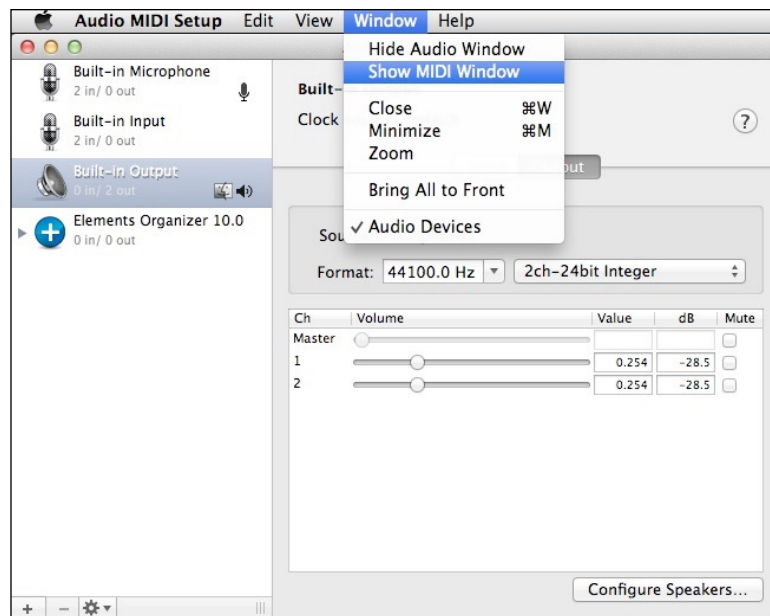 Audio MIDI Setup Edit View Window Help
Hide Audio Window
Show MIDI Window
Close ⌘W
Minimize ⌘M
Zoom
Bring All to Front
✓ Audio Devices
Built-in Microphone
2 in/ 0 out
Built-in Input
2 in/ 0 out
Built-in Output
0 in/ 2 out
Elements Organizer 10.0
0 in/ 0 out
Built-
Clock
?
Sou
Format: 44100.0 Hz 2ch-24bit Integer
Ch Volume Value dB Mute
Master
1 0.254 -28.5
2 0.254 -28.5
Configure Speakers...
+ −